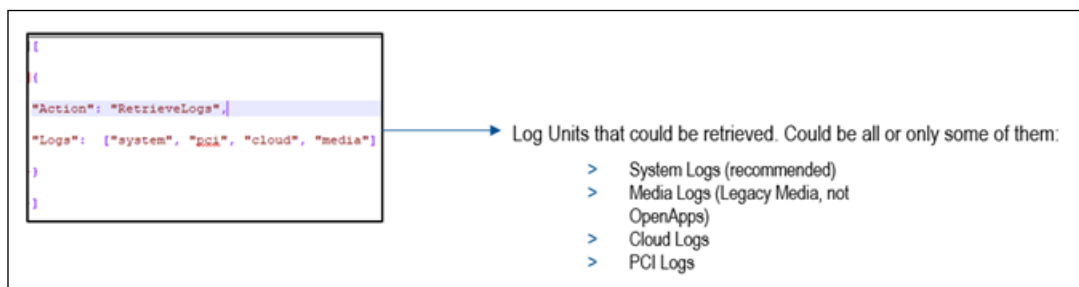 [
{
"Action": "RetrieveLogs",
"Logs": ["system", "pci", "cloud", "media"]
}
]
Log Units that could be retrieved. Could be all or only some of them:
> System Logs (recommended)
> Media Logs (Legacy Media, not
OpenApps)
> Cloud Logs
> PCI Logs